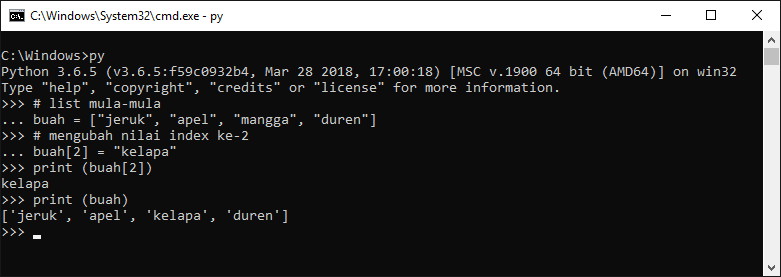 C:\Windows\System32\cmd.exe - py
C:\Windows>py
Python 3.6.5 (v3.6.5:f59c0932b4, Mar 28 2018, 17:00:18) [MSC v.1900 64 bit (AMD64)] on win32
Type "help", "copyright", "credits" or "license" for more information.
>>> # list mula-mula
... buah = ["jeruk", "apel", "mangga", "duren"]
>>> # mengubah nilai index ke-2
... buah[2] = "kelapa"
>>> print (buah[2])
kelapa
>>> print (buah)
['jeruk', 'apel', 'kelapa', 'duren']
>>>